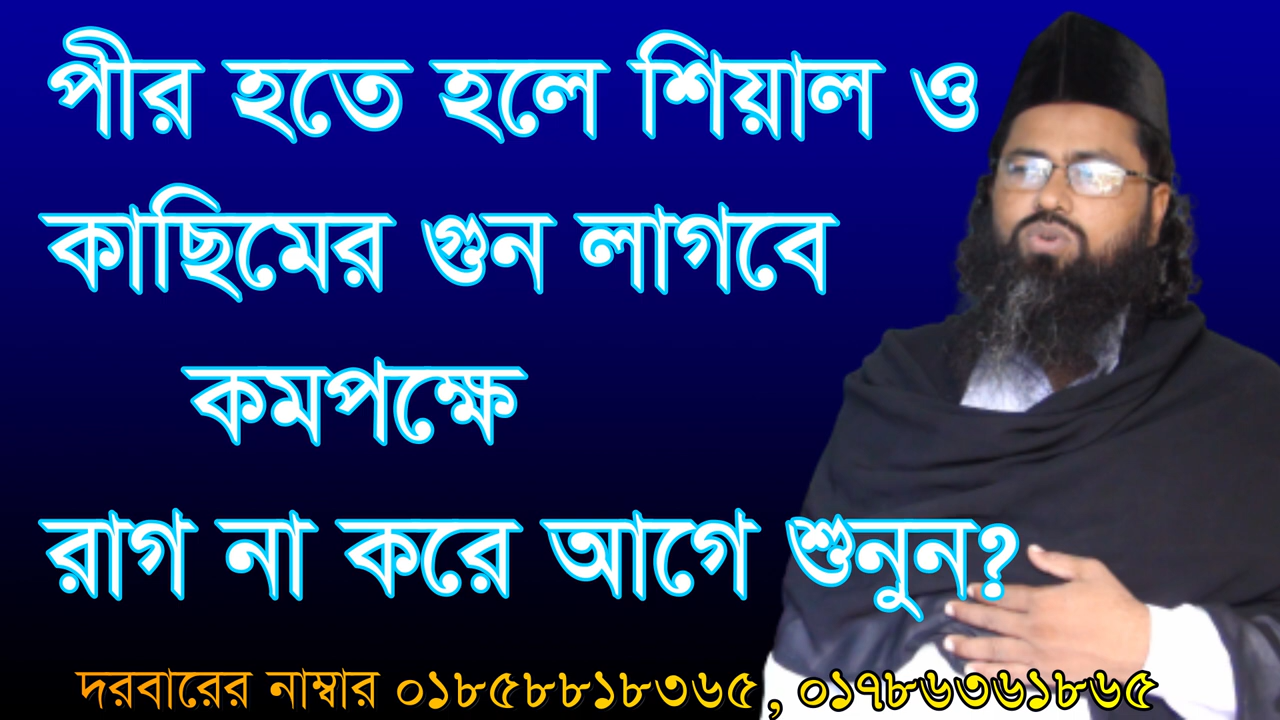 পীর হতে হলে শিয়াল ও
কাছিমের গুন লাগবে
কমপক্ষে
রাগ না করে আগে শুনুন?
দরবারের নাম্বার ০১৮৫৮৮১৮৩৬৫, ০১৭৮৬৩৬১৮৬৫